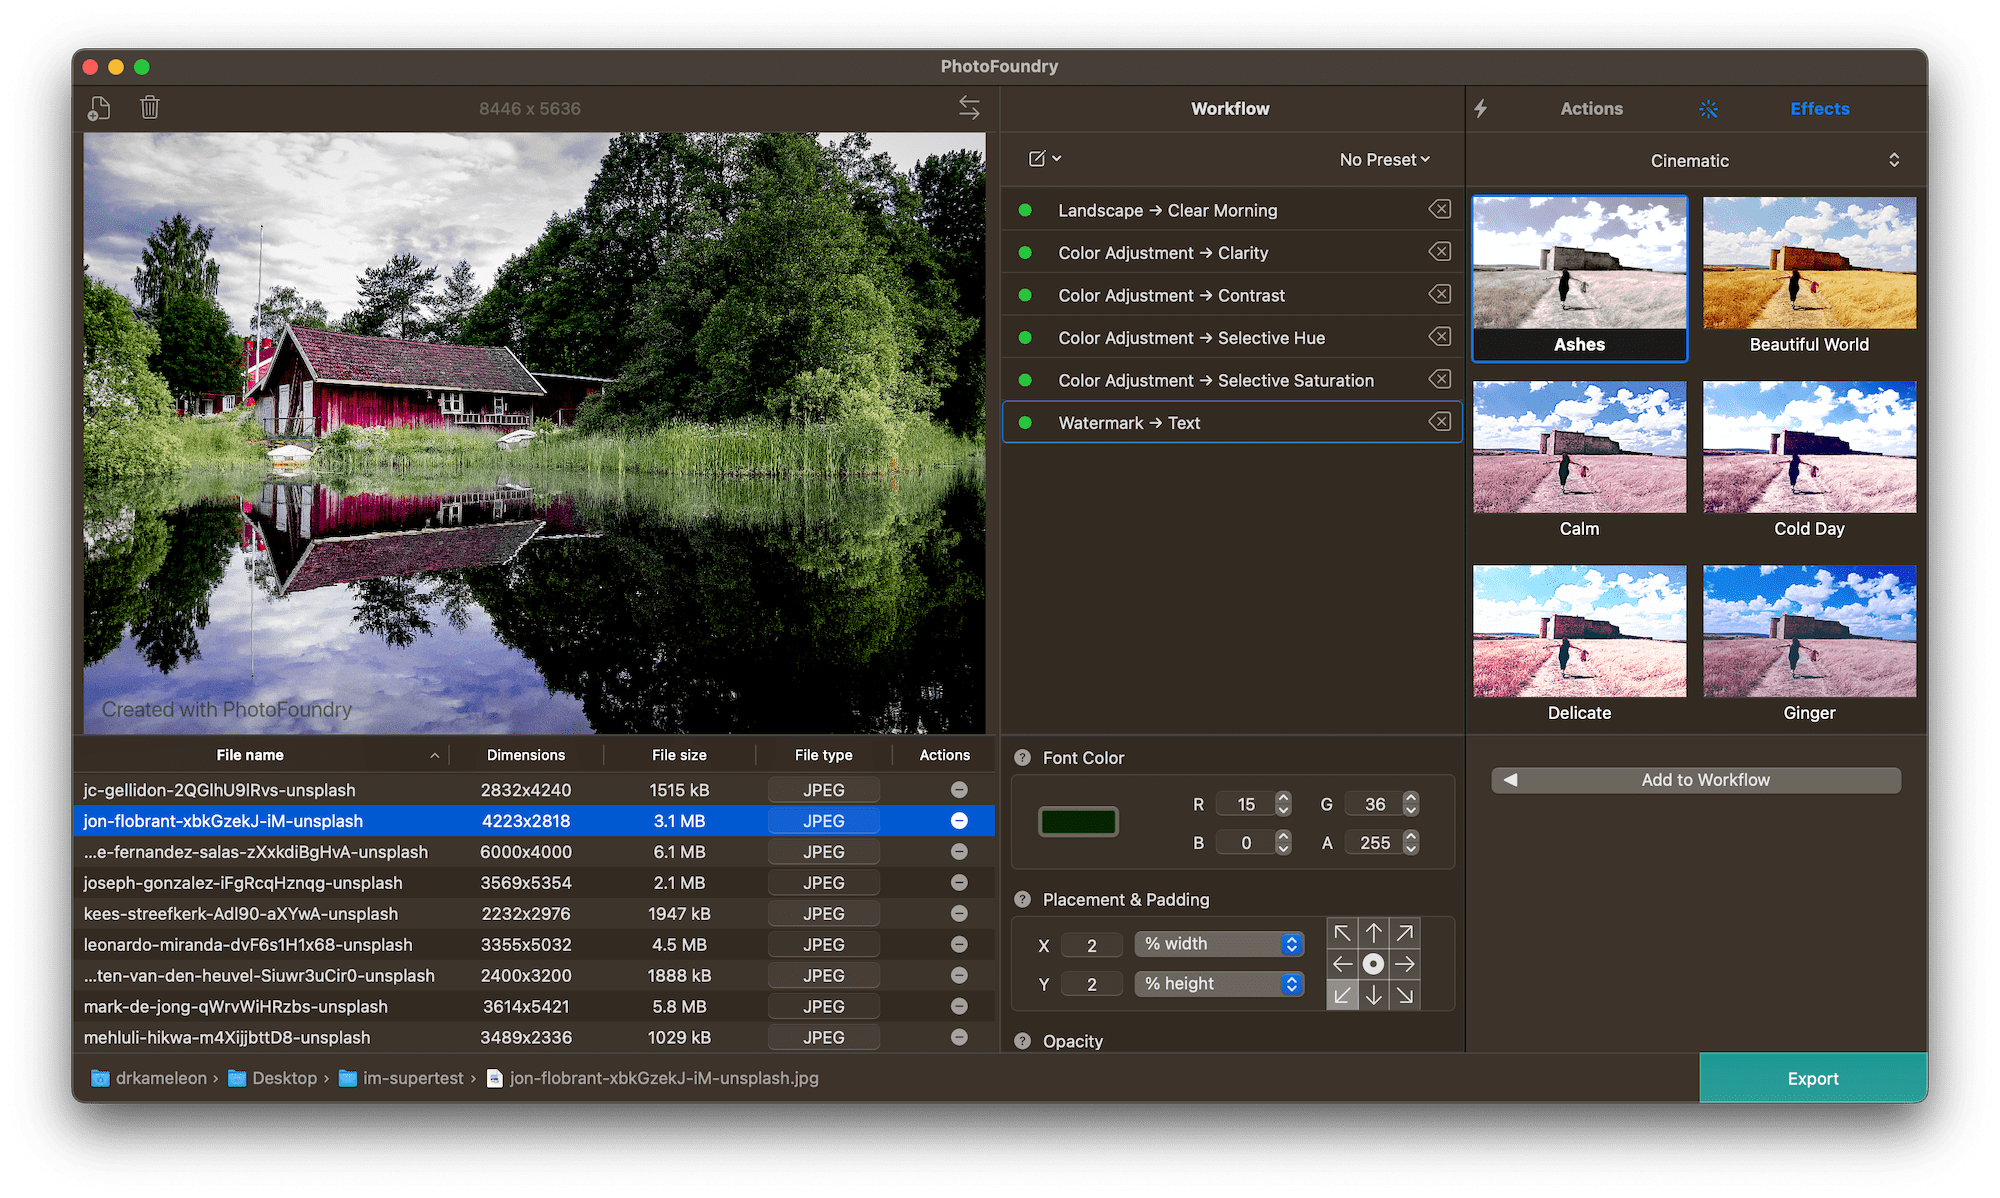 PhotoFoundry
8446 x 5636
Workflow
Actions
Effects
No Preset
Cinematic
Landscape → Clear Morning
Color Adjustment → Clarity
Color Adjustment → Contrast
Color Adjustment → Selective Hue
Color Adjustment → Selective Saturation
Watermark → Text
Ashes
Beautiful World
Calm
Cold Day
Delicate
Ginger
Created with PhotoFoundry
File name Dimensions File size File type Actions
jc-gellidon-2QGlhU9lRvs-unsplash 2832x4240 1515 kB JPEG
jon-flobrant-xbkGzekJ-iM-unsplash 4223x2818 3.1 MB JPEG
...e-fernandez-salas-zXxkdiBgHvA-unsplash 6000x4000 6.1 MB JPEG
joseph-gonzalez-iFgRcqHznqg-unsplash 3569x5354 2.1 MB JPEG
kees-streefkerk-Adl90-aXYwA-unsplash 2232x2976 1947 kB JPEG
leonardo-miranda-dvF6s1H1x68-unsplash 3355x5032 4.5 MB JPEG
...ten-van-den-heuvel-Siuwr3uCir0-unsplash 2400x3200 1888 kB JPEG
mark-de-jong-qWrvWiHRzbs-unsplash 3614x5421 5.8 MB JPEG
mehluli-hikwa-m4XijjbttD8-unsplash 3489x2336 1029 kB JPEG
? Font Color
R 15 G 36
B 0 A 255
? Placement & Padding
X 2 % width
Y 2 % height
? Opacity
Add to Workflow
drkameleon › Desktop › im-supertest › jon-flobrant-xbkGzekJ-iM-unsplash.jpg
Export